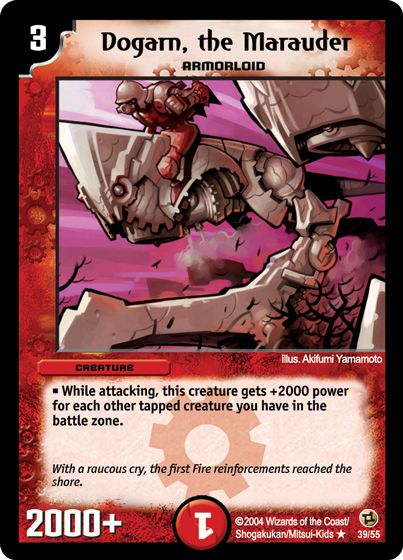 3
Dogarn, the Marauder
ARMORLOID
illus. Akifumi Yamamoto
CREATURE
▪ While attacking, this creature gets +2000 power
for each other tapped creature you have in the
battle zone.
With a raucous cry, the first Fire reinforcements reached the
shore.
2000+
1
©2004 Wizards of the Coast/
Shogakukan/Mitsui-Kids ★
39/55